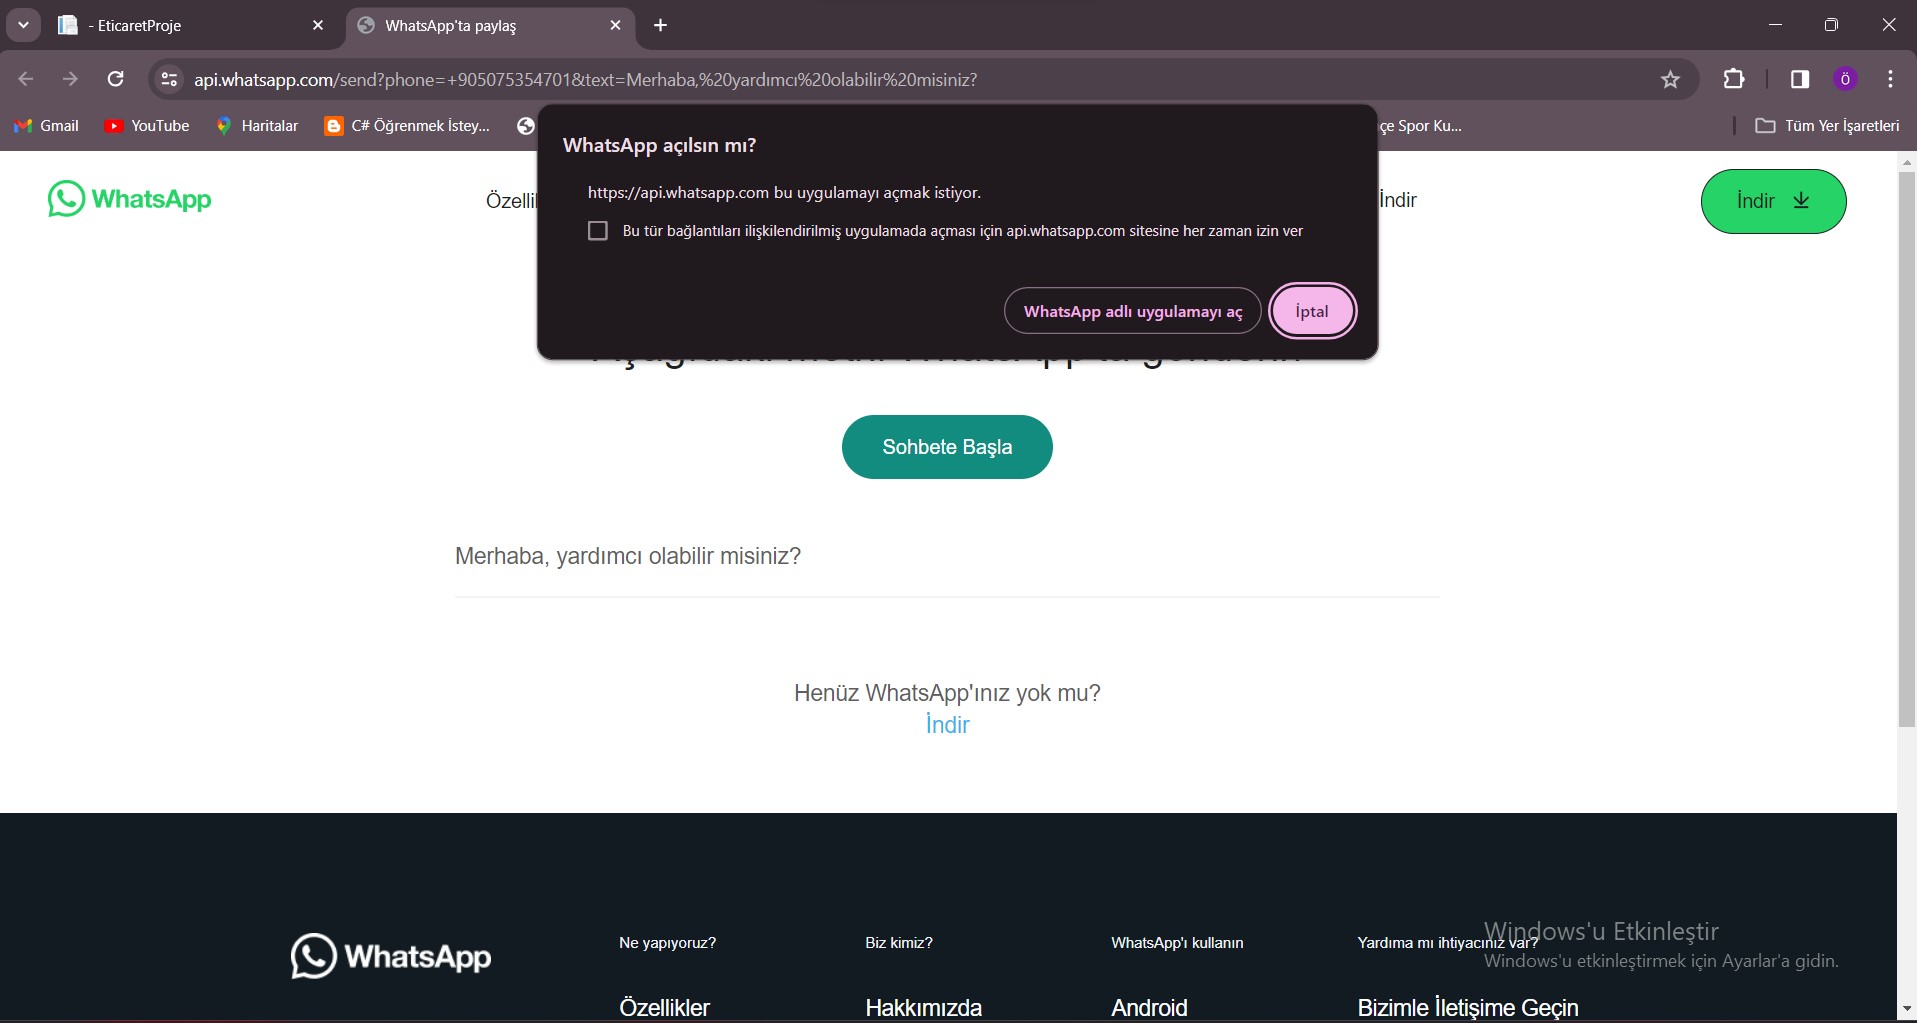 - EticaretProje
WhatsApp'ta paylaş
api.whatsapp.com/send?phone=+905075354701&text=Merhaba,%20yardımcı%20olabilir%20misiniz?
ö
Gmail
YouTube
Haritalar
C# Öğrenmek İstey...
çe Spor Ku...
Tüm Yer İşaretleri
WhatsApp açılsın mı?
https://api.whatsapp.com bu uygulamayı açmak istiyor.
Bu tür bağlantıları ilişkilendirilmiş uygulamada açması için api.whatsapp.com sitesine her zaman izin ver
WhatsApp adlı uygulamayı aç
İptal
WhatsApp
Özelli
İndir
İndir
Sohbete Başla
Merhaba, yardımcı olabilir misiniz?
Henüz WhatsApp'ınız yok mu?
İndir
WhatsApp
Ne yapıyoruz?
Biz kimiz?
WhatsApp'ı kullanın
Yardıma mı ihtiyacınız var?
Özellikler
Hakkımızda
Android
Bizimle İletişime Geçin
Windows'u Etkinleştir
Windows'u etkinleştirmek için Ayarlar'a gidin.